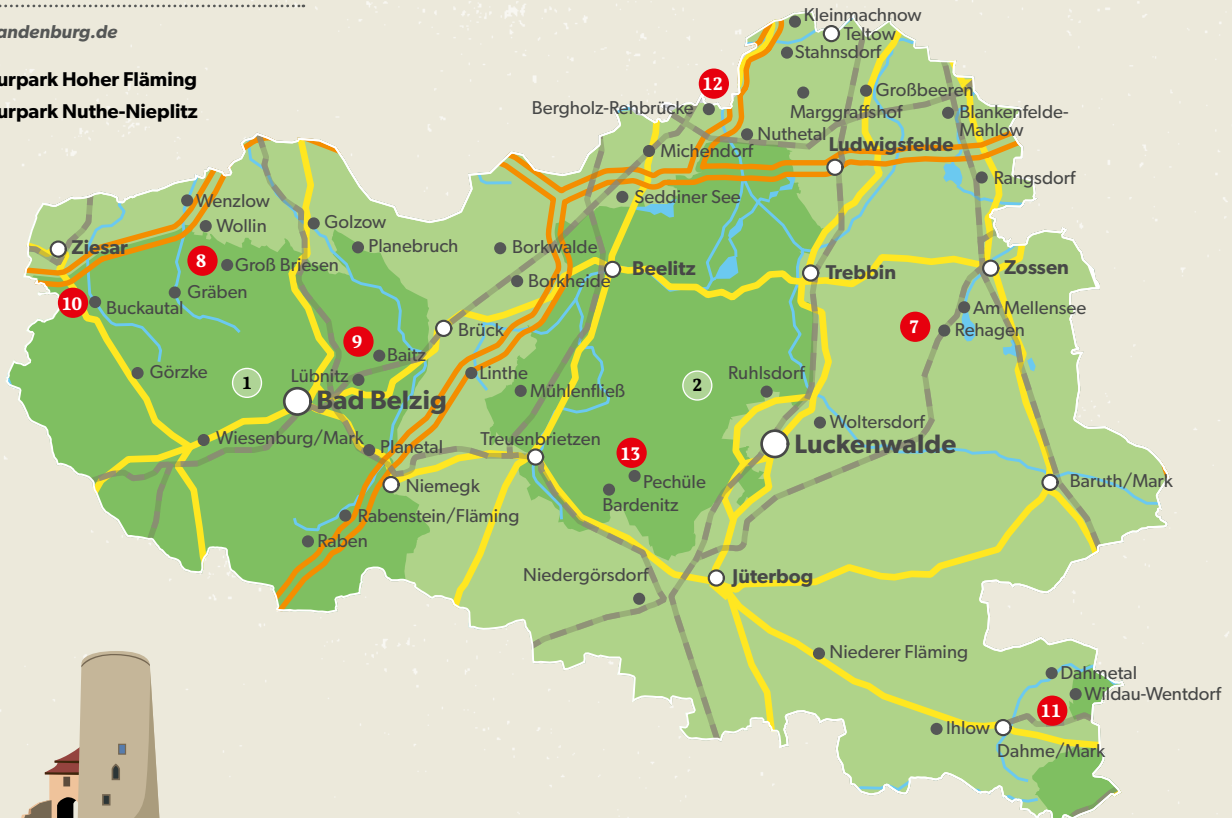 andenburg.de
urpark Hoher Fläming
urpark Nuthe-Nieplitz
Kleinmachnow
Teltow
Stahnsdorf
12
Großbeeren
Bergholz-Rehbrücke
Marggraffshof
Blankenfelde-
Mahlow
Nuthetal
Michendorf
Ludwigsfelde
Rangsdorf
Seddiner See
Wenzlow
Wollin
Golzow
Ziesar
Planebruch
Borkwalde
8
Groß Briesen
Beelitz
Trebbin
Zossen
Borkheide
Gräben
10
Buckautal
Am Mellensee
7
Rehagen
Brück
9
Baitz
Görzke
1
Lübnitz
Linthe
2
Ruhlsdorf
Mühlenfließ
Bad Belzig
Woltersdorf
Wiesenburg/Mark
Planetal
Treuenbrietzen
Luckenwalde
13
Pechüle
Baruth/Mark
Niemegk
Bardenitz
Rabenstein/Fläming
Raben
Niedergörsdorf
Jüterbog
Niederer Fläming
Dahmetal
Wildau-Wentdorf
11
Ihlow
Dahme/Mark